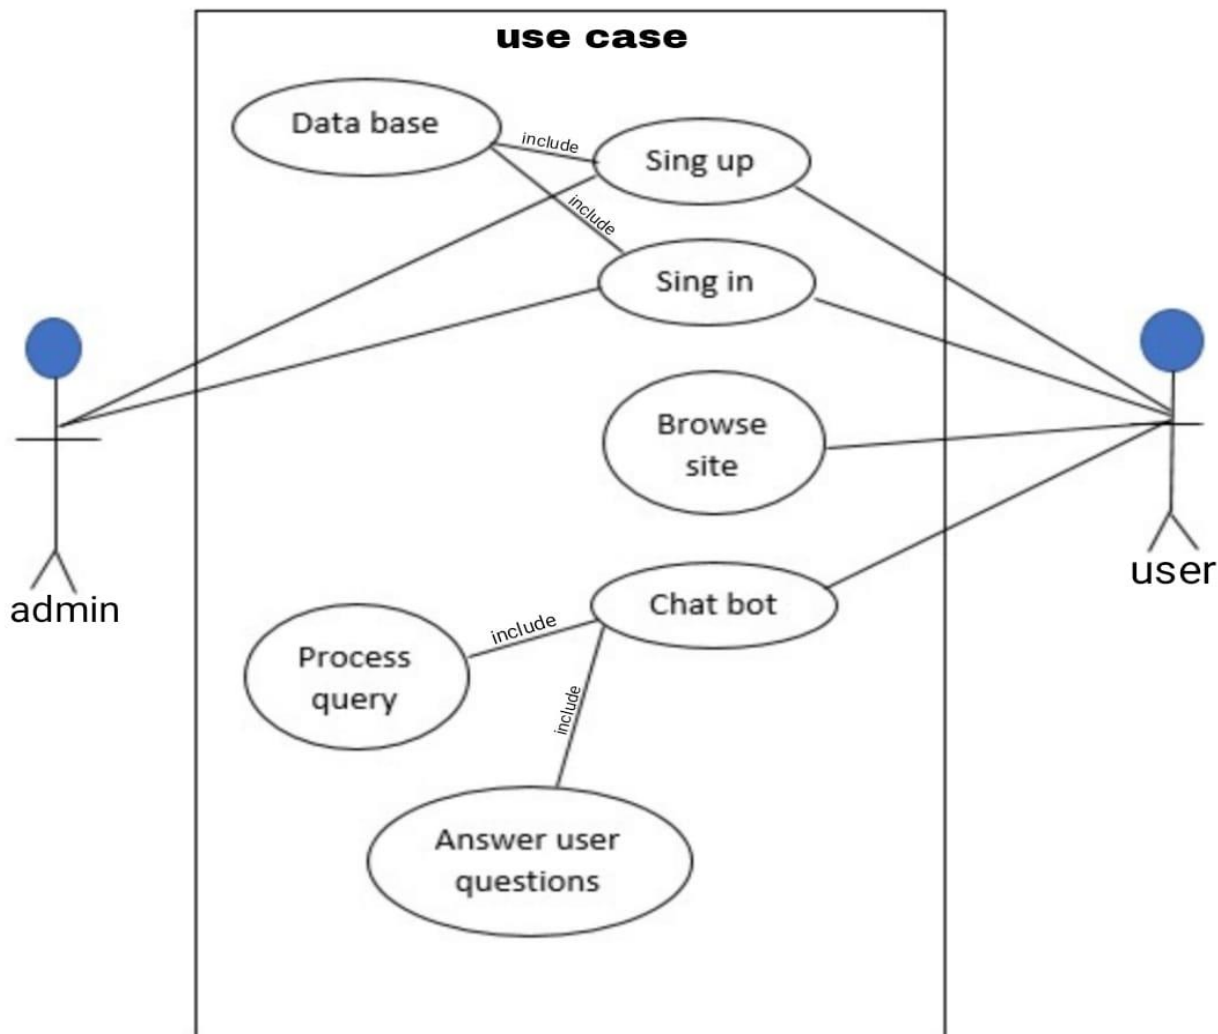 use case
Data base
include
Sing up
include
Sing in
Browse
site
user
admin
Chat bot
include
Process
query
include
Answer user
questions